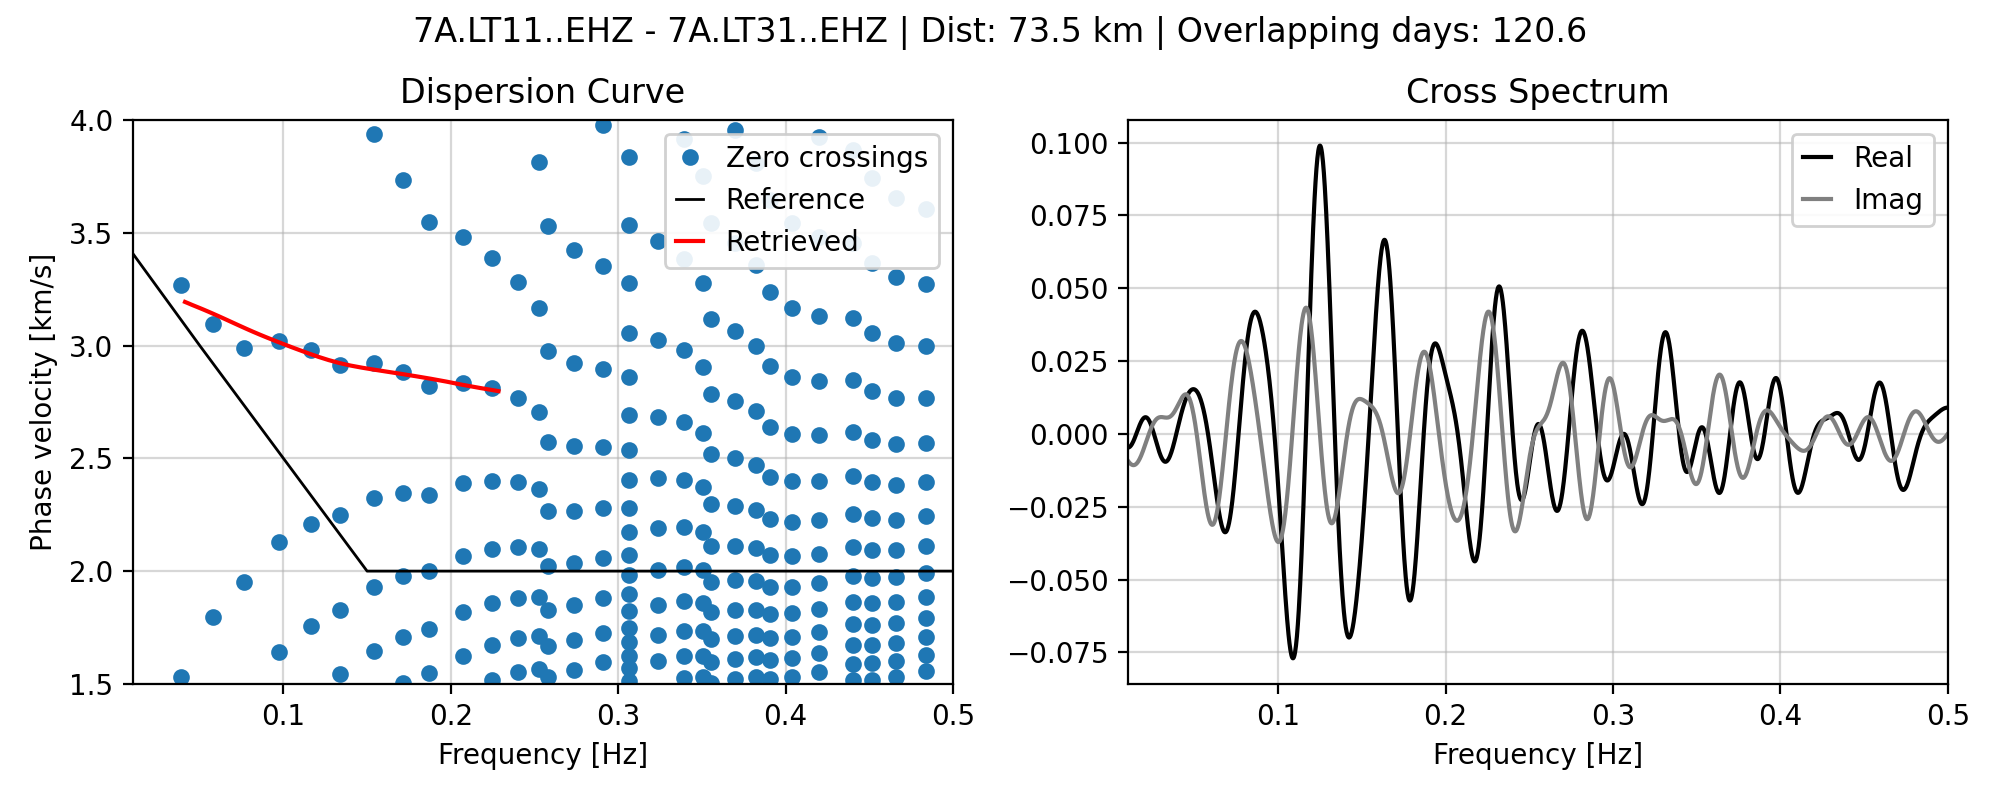 7A.LT11..EHZ - 7A.LT31..EHZ | Dist: 73.5 km | Overlapping days: 120.6
Dispersion Curve
4.0
3.5
3.0
2.5
2.0
1.5
Phase velocity [km/s]
0.1
0.2
0.3
0.4
0.5
Frequency [Hz]
Zero crossings
Reference
Retrieved
Cross Spectrum
0.100
0.075
0.050
0.025
0.000
−0.025
−0.050
−0.075
0.1
0.2
0.3
0.4
0.5
Frequency [Hz]
Real
Imag